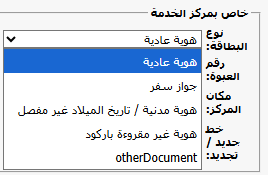 خاص بمركز الخدمة
نوع البطاقة:
هوية عادية
هوية عادية
رقم العبوة:
جواز سفر
مكان المركز:
هوية مدنية / تاريخ الميلاد غير مفصل
خط جديد / تجديد:
هوية غير مقروءة باركود
otherDocument